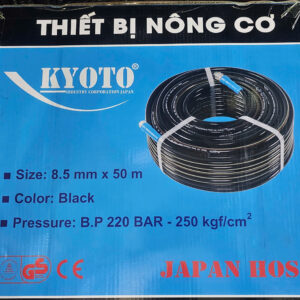 THIẾT BỊ NÔNG CƠ
KYOTO
INDUSTRY CORPORATION JAPAN
Size: 8.5 mm x 50 m
Color: Black
Pressure: B.P 220 BAR - 250 kgf/cm²
GS CE
JAPAN HOS